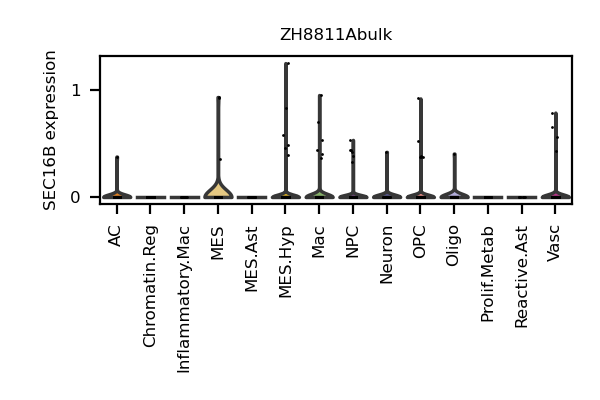 ZH8811Abulk
SEC16B expression
1
0
AC
Chromatin.Reg
Inflammatory.Mac
MES
MES.Ast
MES.Hyp
Mac
NPC
Neuron
OPC
Oligo
Prolif.Metab
Reactive.Ast
Vasc